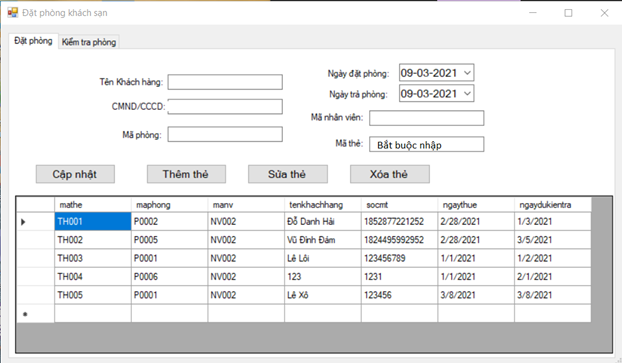 Đặt phòng khách sạn
Đặt phòng Kiểm tra phòng
Tên Khách hàng:
CMND/CCCD:
Mã phòng:
Ngày đặt phòng: 09-03-2021
Ngày trả phòng: 09-03-2021
Mã nhân viên:
Mã thẻ: Bắt buộc nhập
Cập nhật Thêm thẻ Sửa thẻ Xóa thẻ
mathe maphong manv tenkhachhang socmt ngaythue ngaydukientra
TH001 P0002 NV002 Đỗ Danh Hải 1852877221252 2/28/2021 1/3/2021
TH002 P0005 NV002 Vũ Đình Đám 1824495992952 2/28/2021 3/5/2021
TH003 P0001 NV002 Lê Lôi 123456789 1/1/2021 1/2/2021
TH004 P0006 NV002 123 1231 1/1/2021 2/1/2021
TH005 P0001 NV002 Lê Xô 123456 3/8/2021 3/8/2021